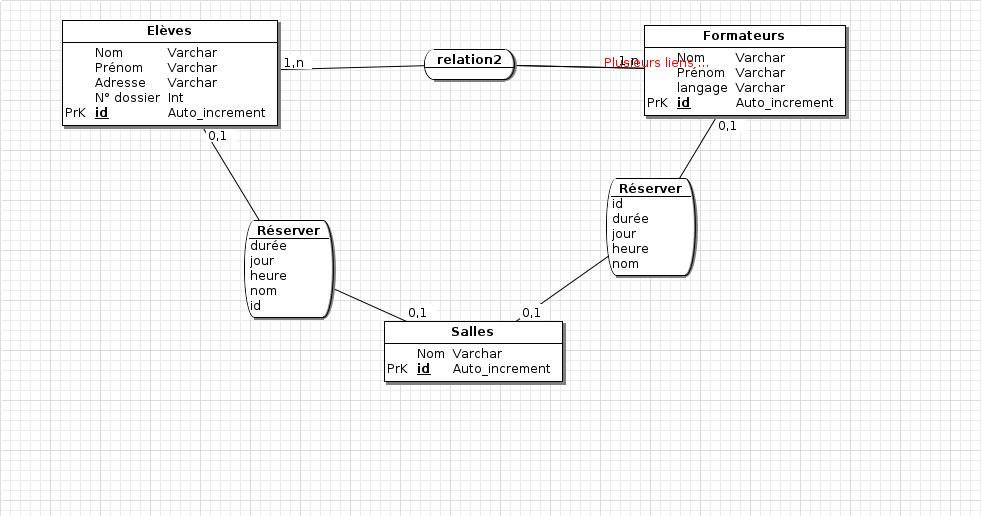 Elèves
Nom Varchar
Prénom Varchar
Adresse Varchar
N° dossier Int
PrK id Auto_increment
1,n
relation2
Plusieurs liens ...
1,n
Formateurs
Nom Varchar
Prénom Varchar
langage Varchar
PrK id Auto_increment
0,1
0,1
Réserver
id
durée
jour
heure
nom
Réserver
durée
jour
heure
nom
id
0,1
0,1
Salles
Nom Varchar
PrK id Auto_increment